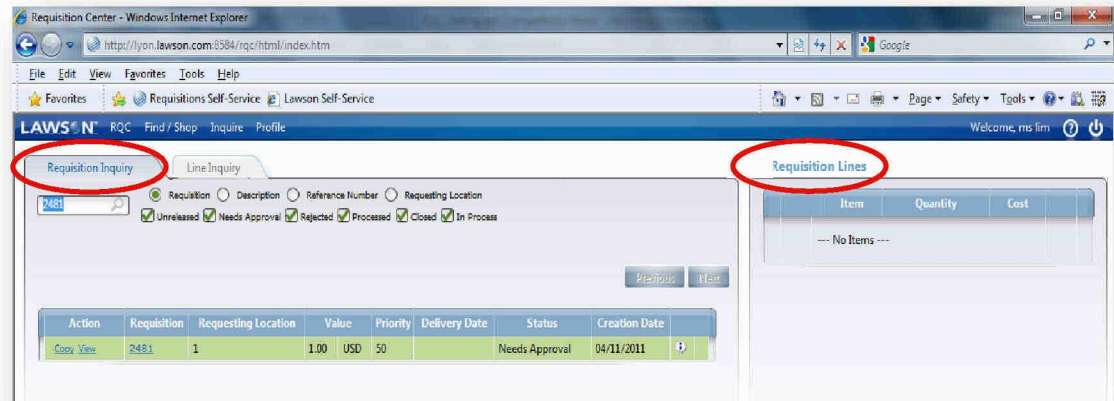 Requisition Center - Windows Internet Explorer
http://lyon.lawson.com:8584/rqc/html/index.htm
Google
File Edit View Favorites Tools Help
Favorites Requisitions Self-Service Lawson Self-Service Page Safety Tools
LAWSON RQC Find / Shop Inquire Profile Welcome, ms lim
Requisition Inquiry Line Inquiry
2481 Requisition Description Reference Number Requesting Location
Unreleased Needs Approval Rejected Processed Closed In Process
Previous Next
Action Requisition Requesting Location Value Priority Delivery Date Status Creation Date
Copy View 2481 1 1.00 USD 50 Needs Approval 04/11/2011
Requisition Lines
Item Quantity Cost
--- No Items ---